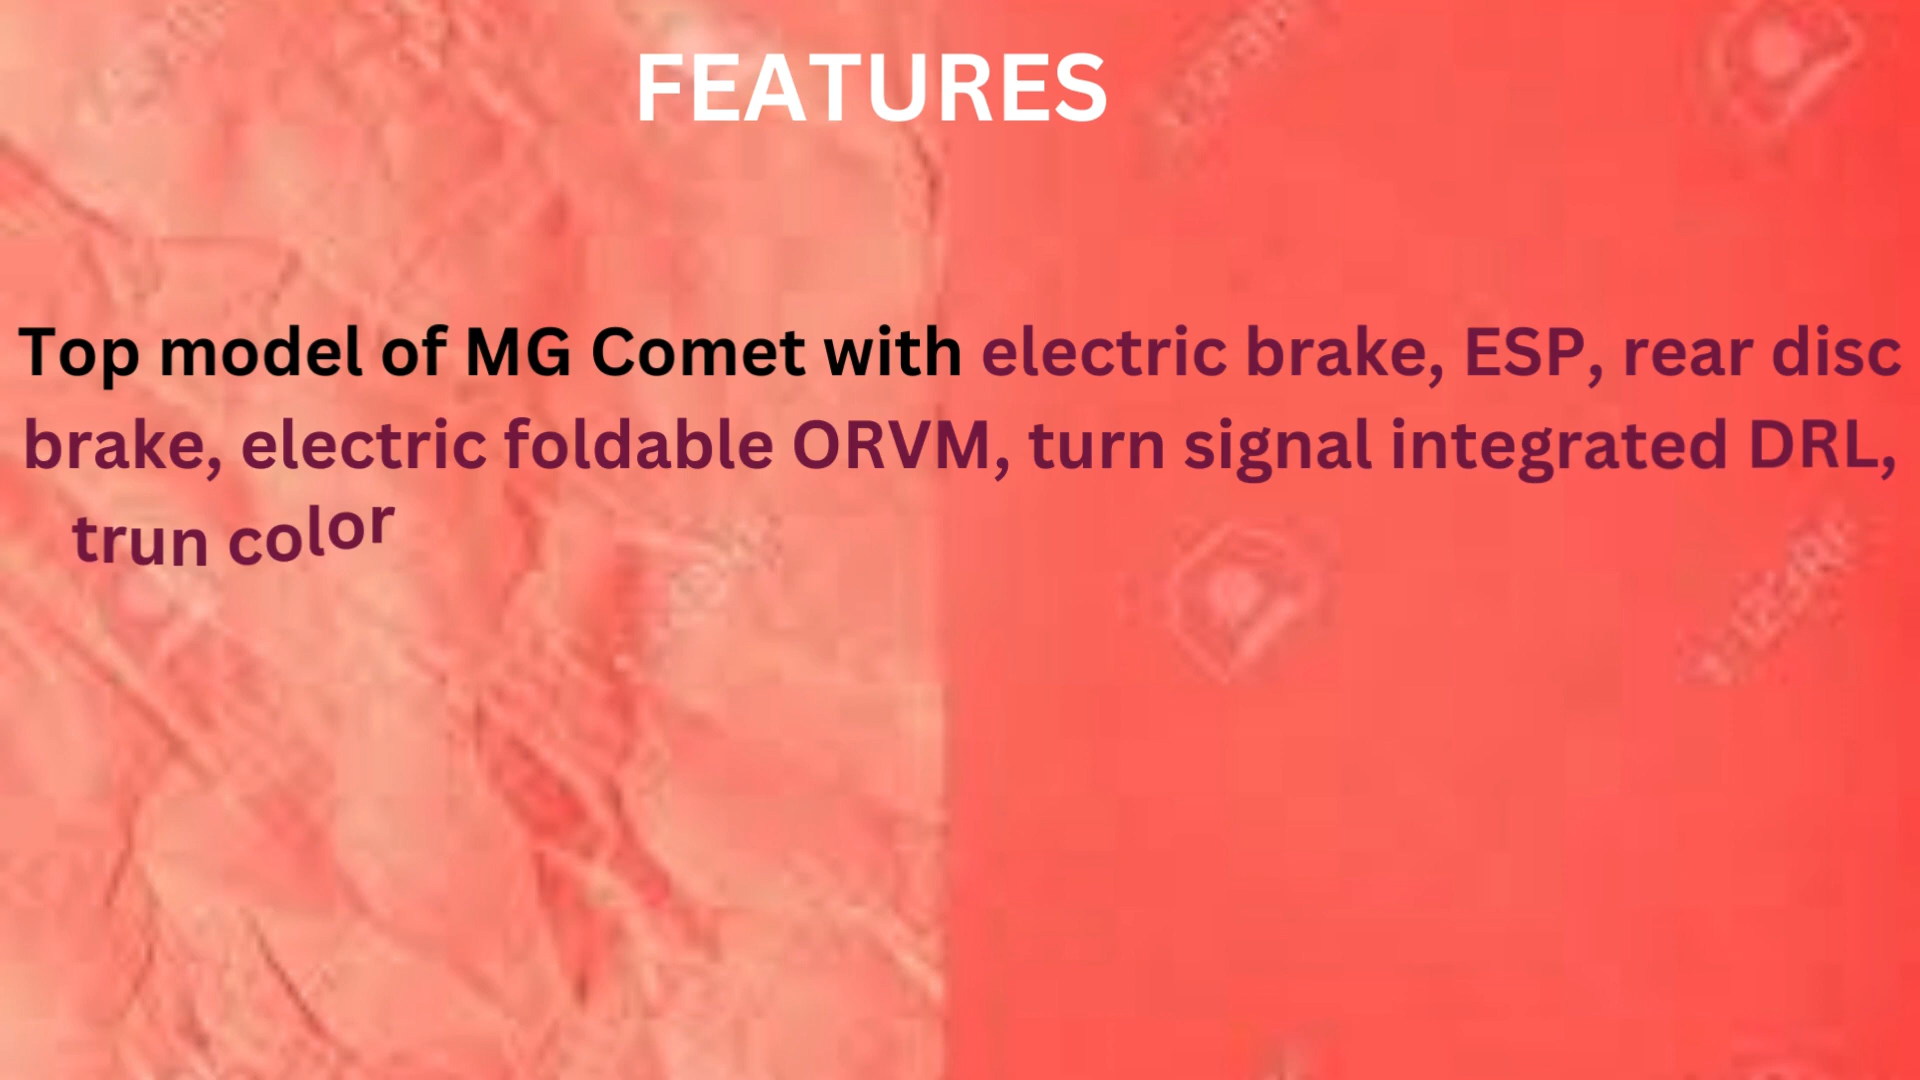 FEATURES
Top model of MG Comet with electric brake, ESP, rear disc
brake, electric foldable ORVM, turn signal integrated DRL,
trun color